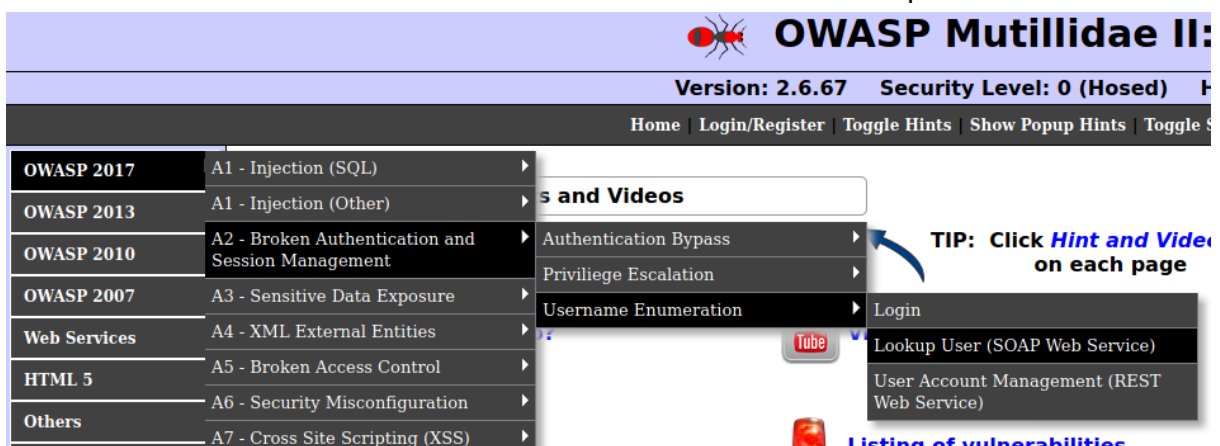 OWASP Mutillidae II:
Version: 2.6.67 Security Level: 0 (Hosed) H
Home | Login/Register | Toggle Hints | Show Popup Hints | Toggle S
OWASP 2017
OWASP 2013
OWASP 2010
OWASP 2007
Web Services
HTML 5
Others
A1 - Injection (SQL)
A1 - Injection (Other)
A2 - Broken Authentication and
Session Management
A3 - Sensitive Data Exposure
A4 - XML External Entities
A5 - Broken Access Control
A6 - Security Misconfiguration
A7 - Cross Site Scripting (XSS)
s and Videos
Authentication Bypass
Priviliege Escalation
Username Enumeration
Login
Lookup User (SOAP Web Service)
User Account Management (REST
Web Service)
TIP: Click Hint and Video
on each page
Tube
Listing of vulnerabilities